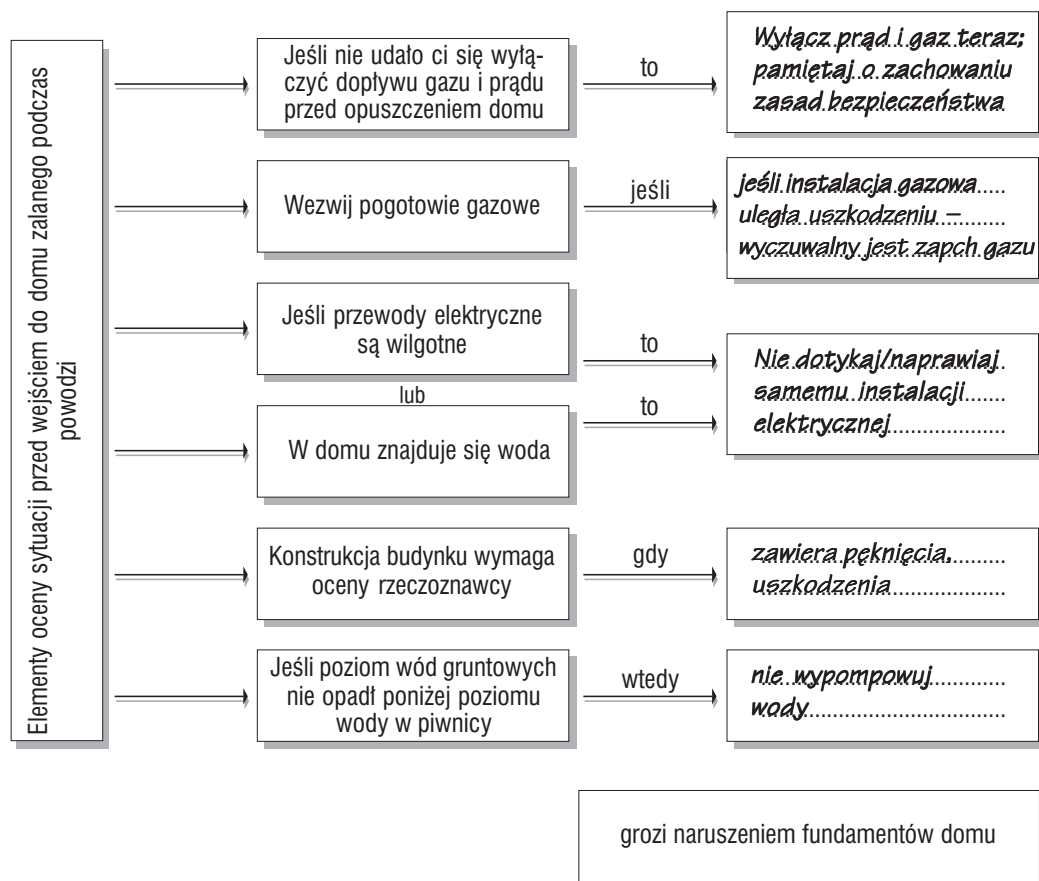 Elementy oceny sytuacji przed wejściem do domu zalanego podczas
powodzi
Jeśli nie udało ci się wyłą-
czyć dopływu gazu i prądu
przed opuszczeniem domu
to
Wyłącz prąd i gaz teraz;
pamiętaj o zachowaniu
zasad bezpieczeństwa
Wezwij pogotowie gazowe
jeśli
jeśli instalacja gazowa.....
uległa uszkodzeniu –.......
wyczuwalny jest zapch gazu
Jeśli przewody elektryczne
są wilgotne
to
lub
W domu znajduje się woda
to
Nie dotykaj/naprawiaj
samemu instalacji.......
elektrycznej.................
Konstrukcja budynku wymaga
oceny rzeczoznawcy
gdy
zawiera pęknięcia,.........
uszkodzenia.................
Jeśli poziom wód gruntowych
nie opadł poniżej poziomu
wody w piwnicy
wtedy
nie wypompowuj............
wody..............................
grozi naruszeniem fundamentów domu